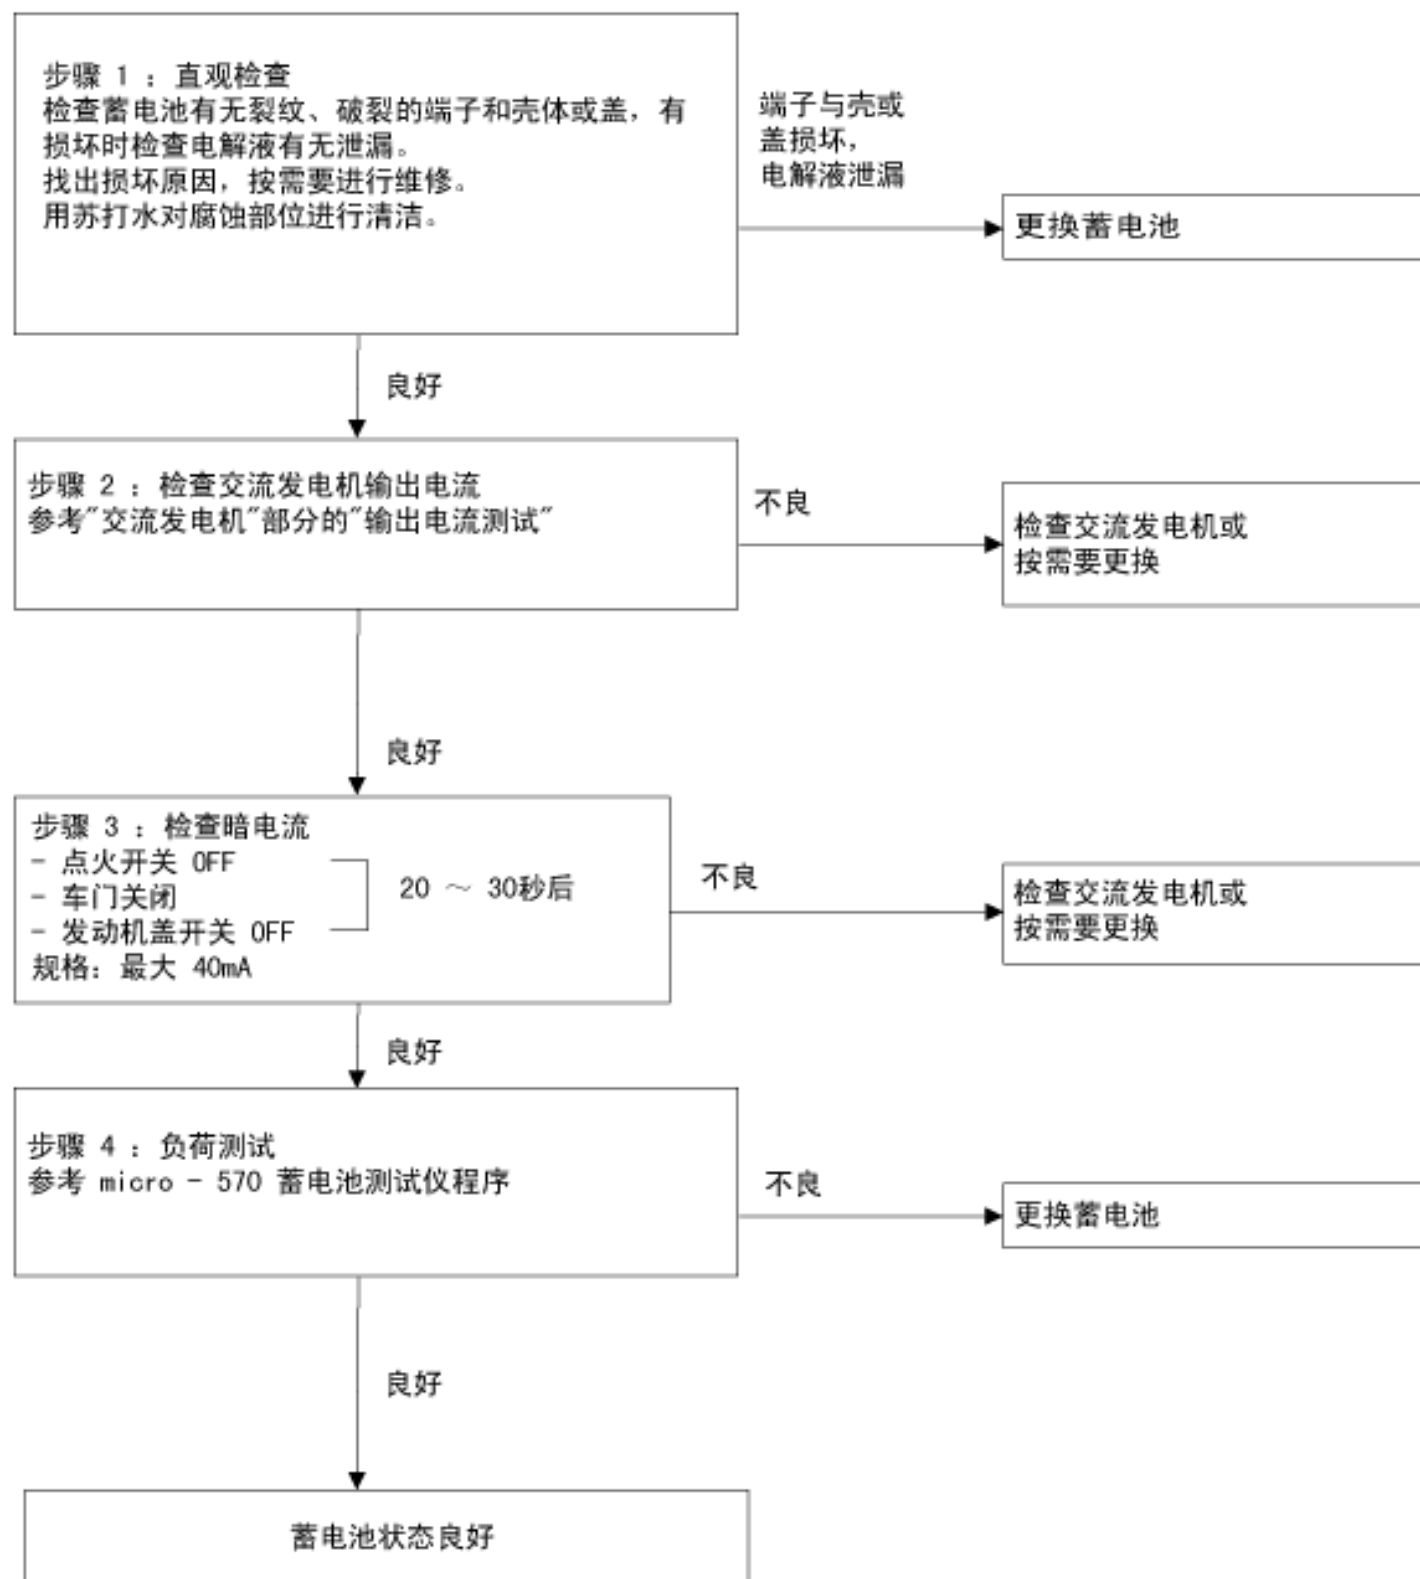 步骤 1 : 直观检查
检查蓄电池有无裂纹、破裂的端子和壳体或盖，有
损坏时检查电解液有无泄漏。
找出损坏原因，按需要进行维修。
用苏打水对腐蚀部位进行清洁。
端子与壳或
盖损坏，
电解液泄漏
更换蓄电池
良好
步骤 2 : 检查交流发电机输出电流
参考"交流发电机"部分的"输出电流测试"
不良
检查交流发电机或
按需要更换
良好
步骤 3 : 检查暗电流
- 点火开关 OFF
- 车门关闭
- 发动机盖开关 OFF
规格: 最大 40mA
20 ～ 30秒后
不良
检查交流发电机或
按需要更换
良好
步骤 4 : 负荷测试
参考 micro - 570 蓄电池测试仪程序
不良
更换蓄电池
良好
蓄电池状态良好